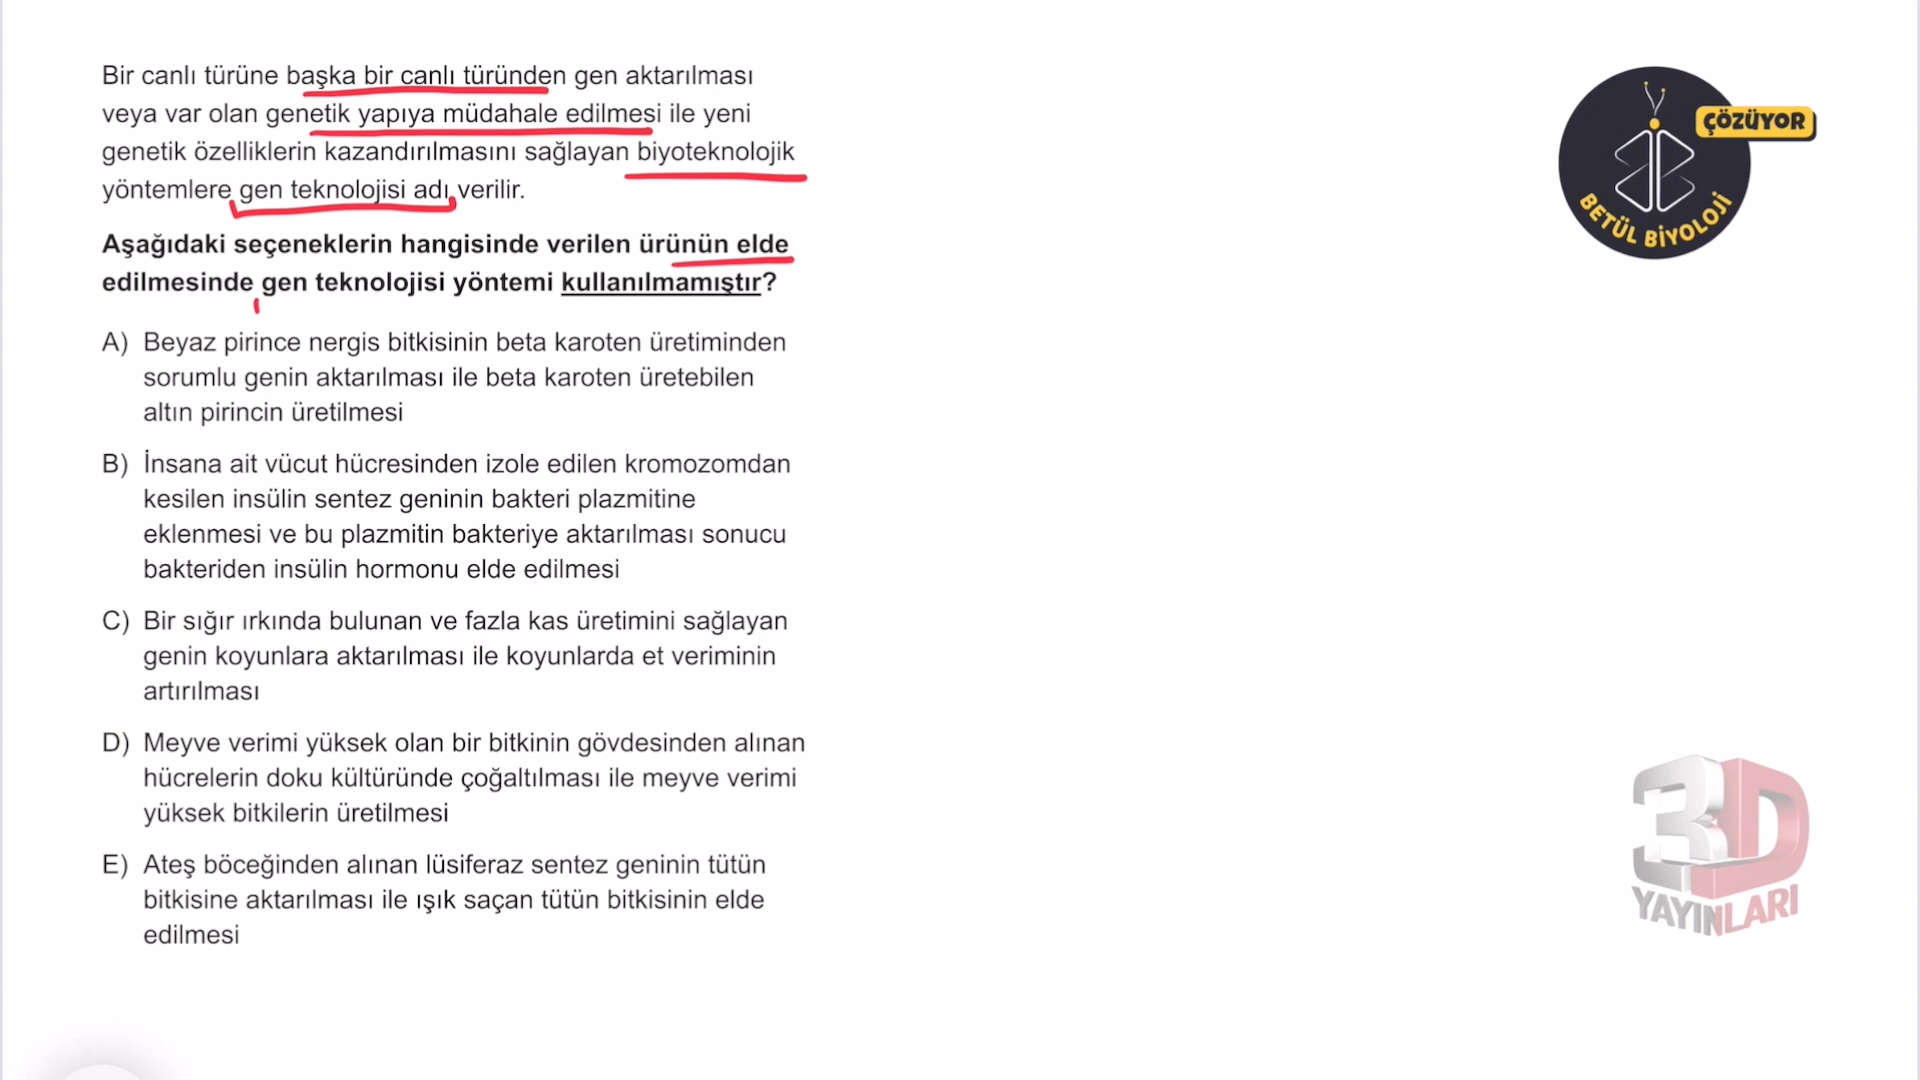 Bir canlı türüne başka bir canlı türünden gen aktarılması
veya var olan genetik yapıya müdahale edilmesi ile yeni
genetik özelliklerin kazandırılmasını sağlayan biyoteknolojik
yöntemlere gen teknolojisi adı verilir.
Aşağıdaki seçeneklerin hangisinde verilen ürünün elde
edilmesinde gen teknolojisi yöntemi kullanılmamıştır?
A) Beyaz pirince nergis bitkisinin beta karoten üretiminden
sorumlu genin aktarılması ile beta karoten üretebilen
altın pirincin üretilmesi
B) İnsana ait vücut hücresinden izole edilen kromozomdan
kesilen insülin sentez geninin bakteri plazmitine
eklenmesi ve bu plazmitin bakteriye aktarılması sonucu
bakteriden insülin hormonu elde edilmesi
C) Bir sığır ırkında bulunan ve fazla kas üretimini sağlayan
genin koyunlara aktarılması ile koyunlarda et veriminin
artırılması
D) Meyve verimi yüksek olan bir bitkinin gövdesinden alınan
hücrelerin doku kültüründe çoğaltılması ile meyve verimi
yüksek bitkilerin üretilmesi
E) Ateş böceğinden alınan lüsiferaz sentez geninin tütün
bitkisine aktarılması ile ışık saçan tütün bitkisinin elde
edilmesi
ÇÖZÜYOR
BETÜL BİYOLOJİ
3D
YAYINLARI